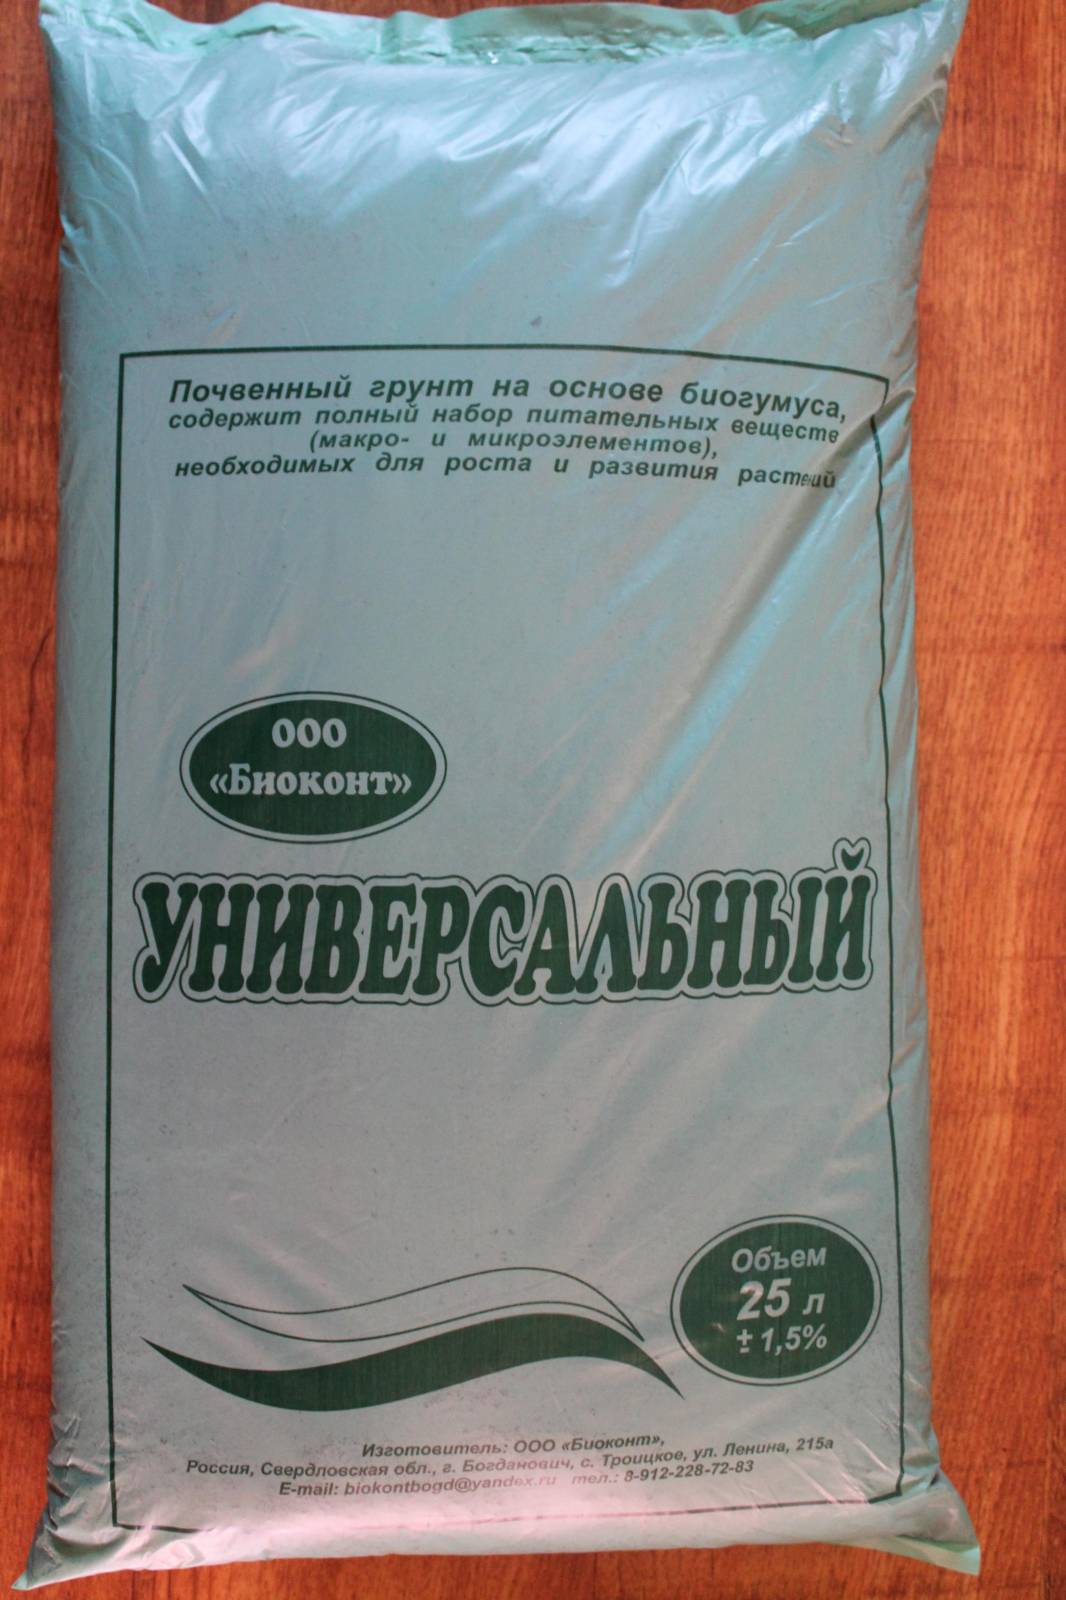 Почвенный грунт на основе биогумуса,
содержит полный набор питательных веществ
(макро- и микроэлементов),
необходимых для роста и развития растений
ООО
«Биоконт»
УНИВЕРСАЛЬНЫЙ
Объем
25 л
± 1,5%
Изготовитель: ООО «Биоконт»,
Россия, Свердловская обл., г. Богданович, с. Троицкое, ул. Ленина, 215а
E-mail: biokontbogd@yandex.ru тел.: 8-912-228-72-83